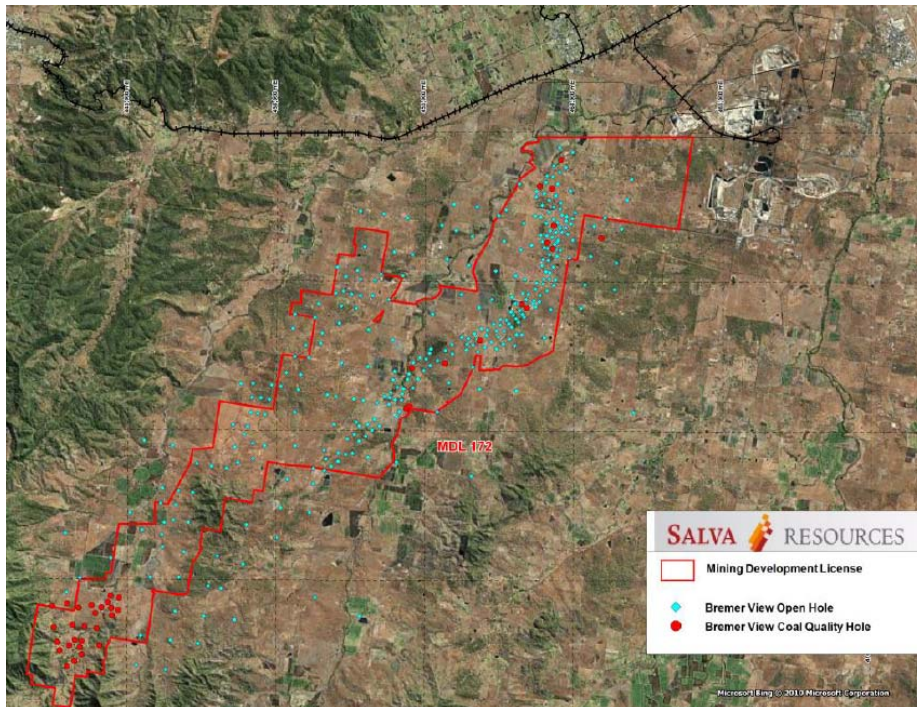 MDL 172
SALVA RESOURCES
Mining Development License
Bremer View Open Hole
Bremer View Coal Quality Hole
Microsoft Bing © 2010 Microsoft Corporation